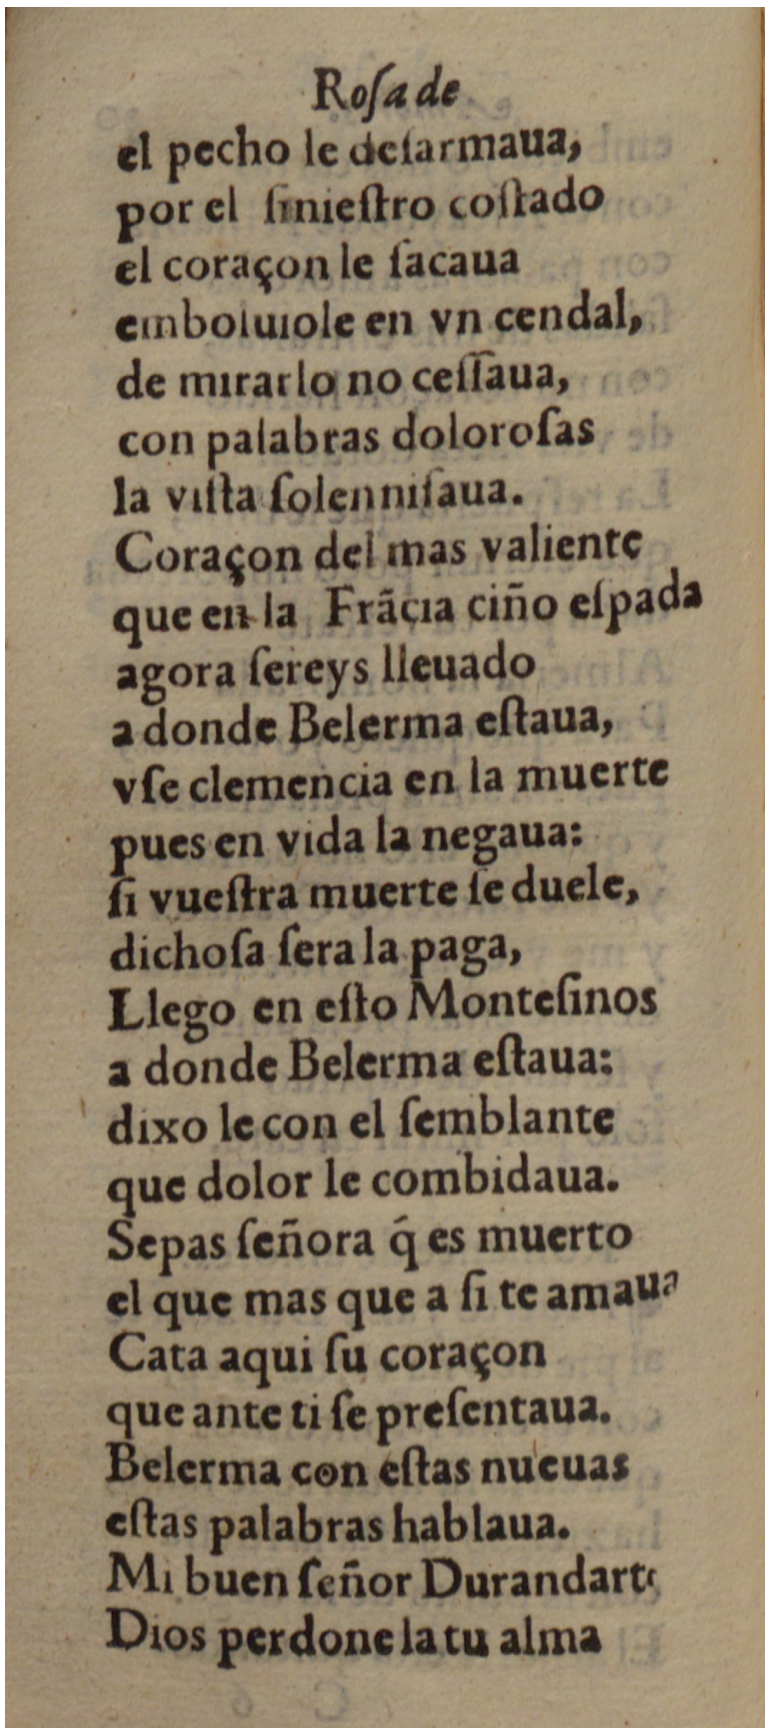 Roſa de
el pecho le deſarmaua,
por el ſinieſtro coſtado
el coraçon le ſacaua
emboluiole en vn cendal,
de mirarlo no ceſſaua,
con palabras doloroſas
la viſta ſolenniſaua.
Coraçon del mas valiente
que en la Frãcia ciño eſpada
agora ſereys lleuado
a donde Belerma eſtaua,
vſe clemencia en la muerte
pues en vida la negaua:
ſi vueſtra muerte ſe duele,
dichoſa ſera la paga,
Llego en eſto Monteſinos
a donde Belerma eſtaua:
dixo le con el ſemblante
que dolor le combidaua.
Sepas ſeñora q́ es muerto
el que mas que a ſi te amaua
Cata aqui ſu coraçon
que ante ti ſe preſentaua.
Belerma con eſtas nueuas
eſtas palabras hablaua.
Mi buen ſeñor Durandarte
Dios perdone la tu alma